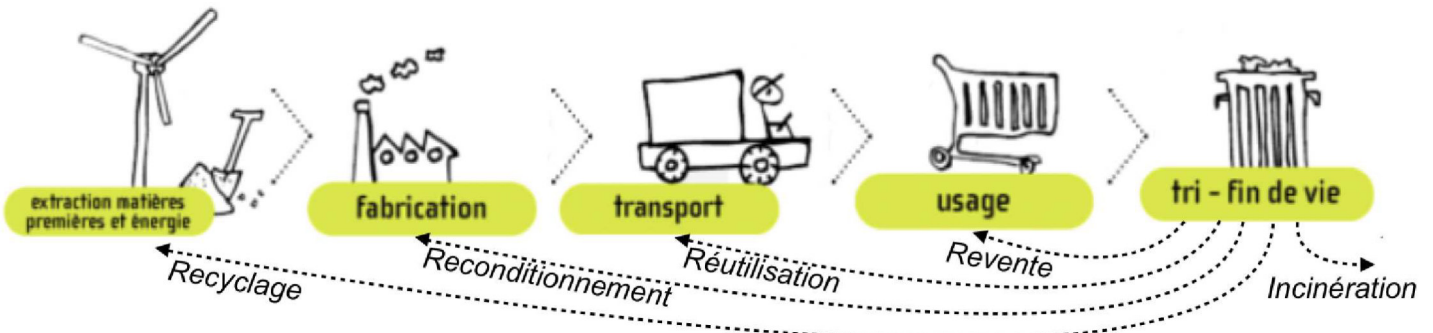 extraction matières
premières et énergie
fabrication
transport
usage
tri - fin de vie
Recyclage
Reconditionnement
Réutilisation
Revente
Incinération